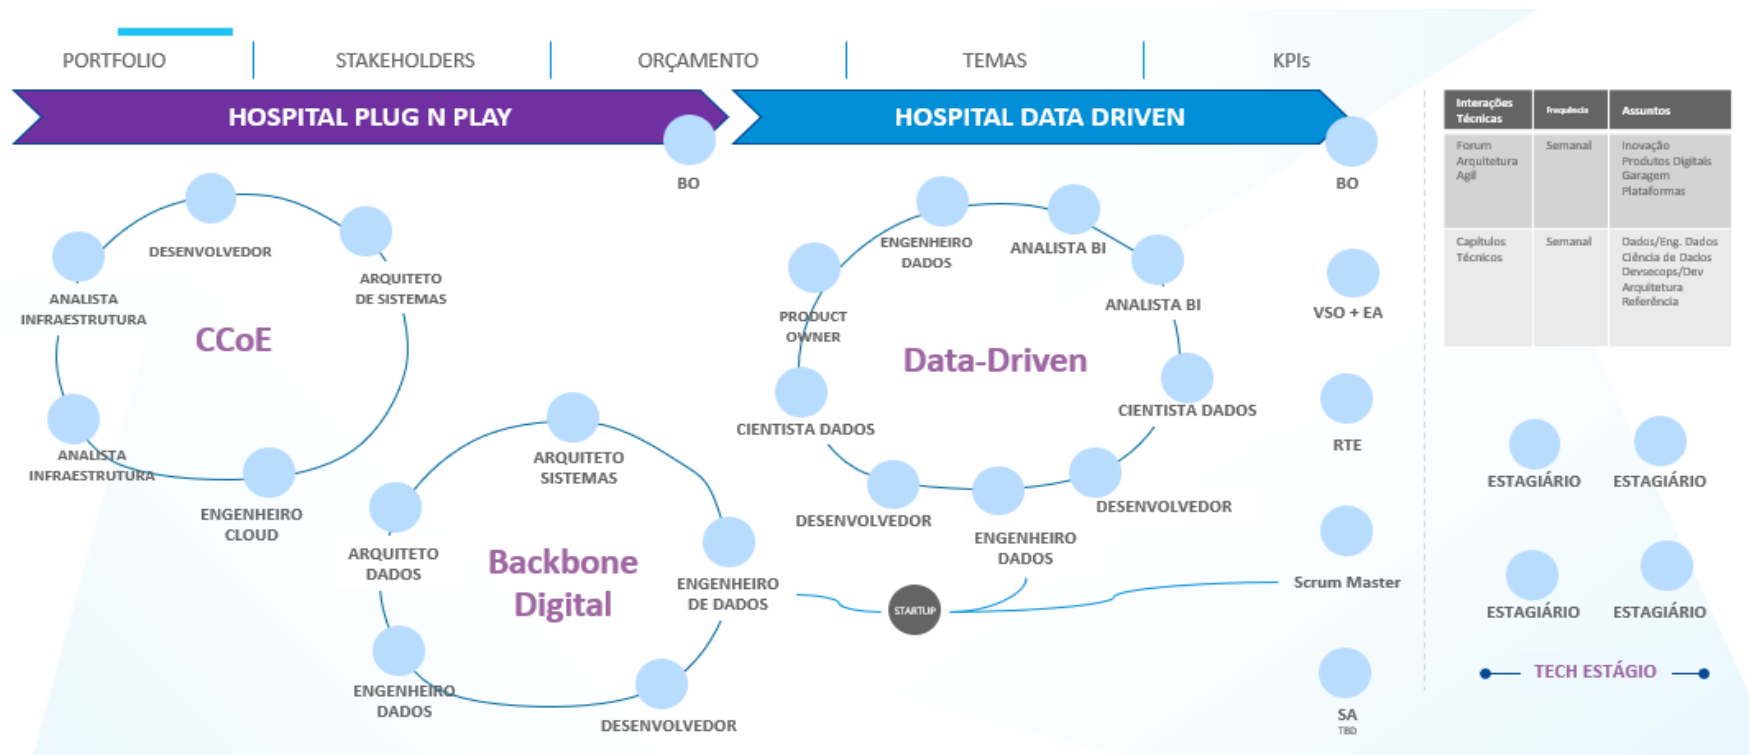 PORTFOLIO
STAKEHOLDERS
ORÇAMENTO
TEMAS
KPIs
HOSPITAL PLUG N PLAY
HOSPITAL DATA DRIVEN
BO
BO
DESENVOLVEDOR
ARQUITETO
DE SISTEMAS
ANALISTA
INFRAESTRUTURA
CCoE
ANALISTA
INFRAESTRUTURA
ENGENHEIRO
CLOUD
ARQUITETO
SISTEMAS
ARQUITETO
DADOS
Backbone
Digital
ENGENHEIRO
DE DADOS
ENGENHEIRO
DADOS
DESENVOLVEDOR
ENGENHEIRO
DADOS
ANALISTA BI
ANALISTA BI
PRODUCT
OWNER
Data-Driven
CIENTISTA DADOS
CIENTISTA DADOS
DESENVOLVEDOR
ENGENHEIRO
DADOS
DESENVOLVEDOR
STARTUP
VSO + EA
RTE
Scrum Master
SA
TBD
Interações
Técnicas
Frequência
Assuntos
Forum
Arquitetura
Agil
Semanal
Inovação
Produtos Digitais
Garagem
Plataformas
Capítulos
Técnicos
Semanal
Dados/Eng. Dados
Ciência de Dados
Devsecops/Dev
Arquitetura
Referência
ESTAGIÁRIO
ESTAGIÁRIO
ESTAGIÁRIO
ESTAGIÁRIO
TECH ESTÁGIO